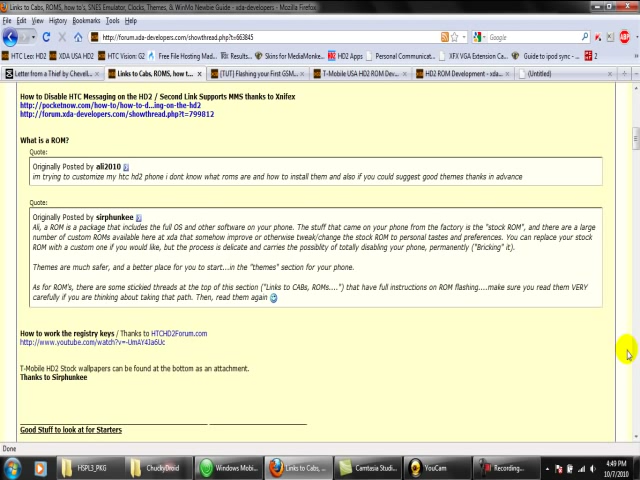 Links to Cabs, ROMS, how to's, SNES Emulator, Clocks, Themes, & WinMo Newbie Guide - xda-developers - Mozilla Firefox
File Edit View History Bookmarks Tools Help
http://forum.xda-developers.com/showthread.php?t=663845
Google
ABP
HTC Leo: HD2 XDA USA HD2 HTC Vision: G2 Free File Hosting Mad... Results... Skins for MediaMonke... HD2 Apps Personal Communicat... XFX VGA Extension Ca... Guide to ipod sync - ... 2
Letter from a Thief by Chevell... Links to Cabs, ROMS, how t... [TUT] Flashing your First GSM... T-Mobile USA HD2 ROM Dev... HD2 ROM Development - xda... (Untitled)
How to Disable HTC Messaging on the HD2 / Second Link Supports MMS thanks to Xnifex
http://pocketnow.com/how-to/how-to-d...ing-on-the-hd2
http://forum.xda-developers.com/showthread.php?t=799812
What is a ROM?
Quote:
Originally Posted by ali2010
im trying to customize my htc hd2 phone i dont know what roms are and how to install them and also if you could suggest good themes thanks in advance
Quote:
Originally Posted by sirphunkee
Ali, a ROM is a package that includes the full OS and other software on your phone. The stuff that came on your phone from the factory is the "stock ROM", and there are a large
number of custom ROMs available here at xda that somehow improve or otherwise tweak/change the stock ROM to personal tastes and preferences. You can replace your stock
ROM with a custom one if you would like, but the process is delicate and carries the possibility of totally disabling your phone, permanently ("Bricking" it).
Themes are much safer, and a better place for you to start...in the "themes" section for your phone.
As for ROM's, there are some stickied threads at the top of this section ("Links to CABs, ROMs....") that have full instructions on ROM flashing....make sure you read them VERY
carefully if you are thinking about taking that path. Then, read them again
How to work the registry keys / Thanks to HTCHD2Forum.com
http://www.youtube.com/watch?v=-UmAY4Ja6Uc
T-Mobile HD2 Stock wallpapers can be found at the bottom as an attachment.
Thanks to Sirphunkee
Good Stuff to look at for Starters
Done
HSPL3_PKG ChuckyDroid Windows Mobi... Links to Cabs, ... Camtasia Studi... YouCam Recording...
4:49 PM
10/7/2010